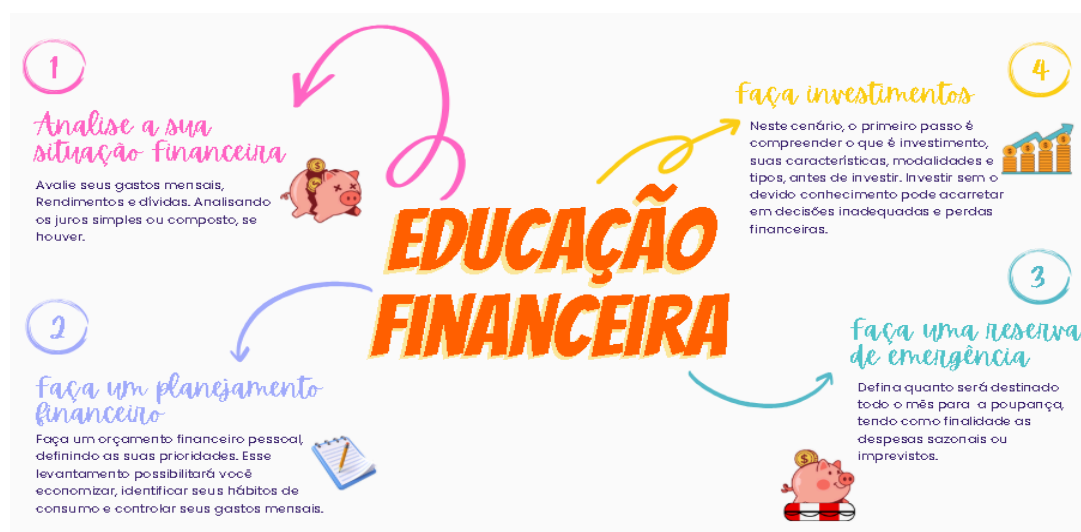 1
Analise a sua
situação Financeira
Avalie seus gastos mensais,
Rendimentos e dívidas. Analisando
os juros simples ou composto, se
houver.
2
Faça um planejamento
financeiro
Faça um orçamento financeiro pessoal,
definindo as suas prioridades. Esse
levantamento possibilitará você
economizar, identificar seus hábitos de
consumo e controlar seus gastos mensais.
EDUCAÇÃO
FINANCEIRA
4
Faça investimentos
Neste cenário, o primeiro passo é
compreender o que é investimento,
suas características, modalidades e
tipos, antes de investir. Investir sem o
devido conhecimento pode acarretar
em decisões inadequadas e perdas
financeiras.
3
Faça uma reserva
de emergência
Defina quanto será destinado
todo o mês para a poupança,
tendo como finalidade as
despesas sazonais ou
imprevistos.